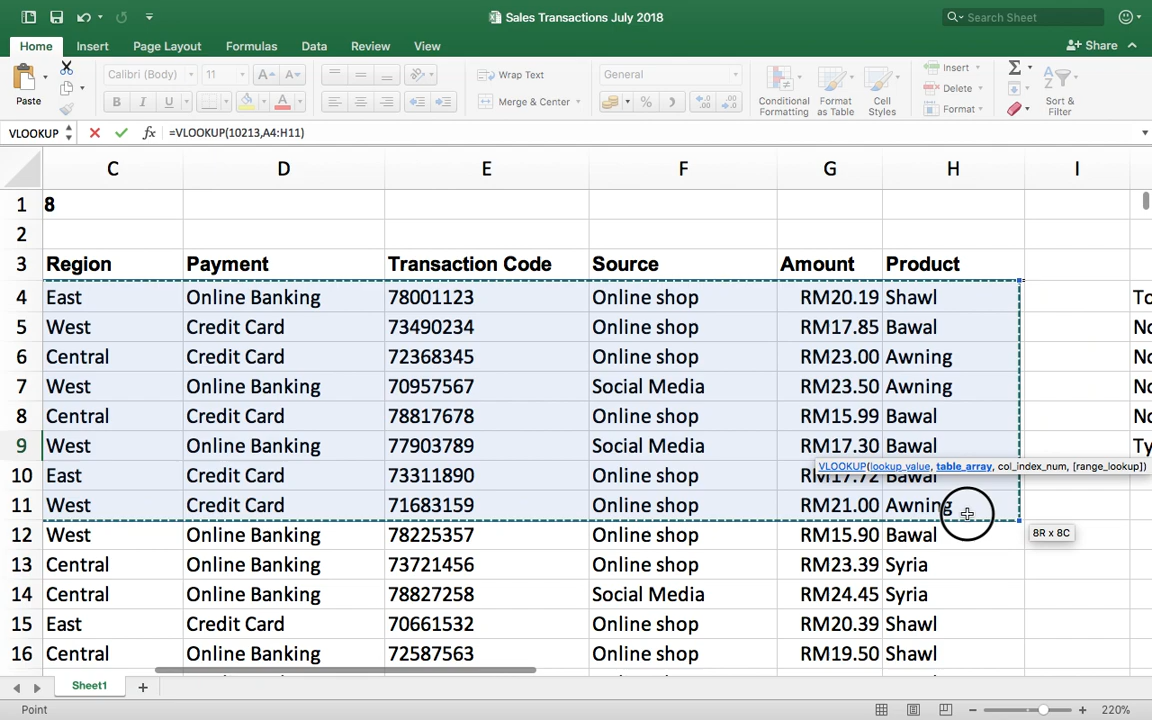 Sales Transactions July 2018
Search Sheet
Home Insert Page Layout Formulas Data Review View
Share
Paste
Calibri (Body) 11
B I U
A A A
Wrap Text
Merge & Center
General
%
Conditional Formatting
Format as Table
Cell Styles
Insert
Delete
Format
Sort & Filter
VLOOKUP fx =VLOOKUP(10213,A4:H11)
C D E F G H I
1 8
2
3 Region Payment Transaction Code Source Amount Product
4 East Online Banking 78001123 Online shop RM20.19 Shawl To
5 West Credit Card 73490234 Online shop RM17.85 Bawal No
6 Central Credit Card 72368345 Online shop RM23.00 Awning No
7 West Online Banking 70957567 Social Media RM23.50 Awning No
8 Central Credit Card 78817678 Online shop RM15.99 Bawal No
9 West Online Banking 77903789 Social Media RM17.30 Bawal Ty
VLOOKUP(lookup_value, table_array, col_index_num, [range_lookup])
10 East Credit Card 73311890 Online shop RM17.72 Bawal
11 West Credit Card 71683159 Online shop RM21.00 Awning
8R x 8C
12 West Online Banking 78225357 Online shop RM15.90 Bawal
13 Central Online Banking 73721456 Online shop RM23.39 Syria
14 Central Online Banking 78827258 Social Media RM24.45 Syria
15 East Credit Card 70661532 Online shop RM20.39 Shawl
16 Central Online Banking 72587563 Online shop RM19.50 Shawl
Sheet1
Point
220%